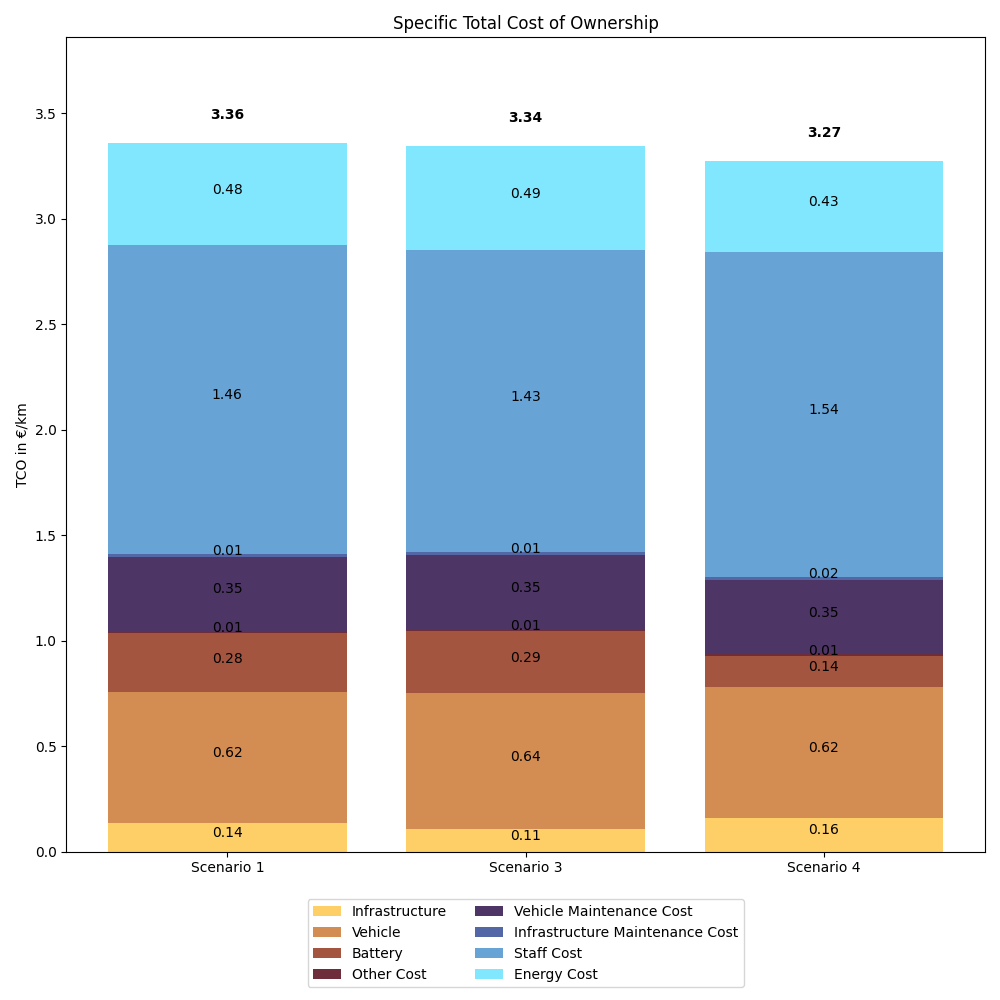 Specific Total Cost of Ownership
TCO in €/km
3.5
3.0
2.5
2.0
1.5
1.0
0.5
0.0
3.36
0.48
1.46
0.01
0.35
0.01
0.28
0.62
0.14
3.34
0.49
1.43
0.01
0.35
0.01
0.29
0.64
0.11
3.27
0.43
1.54
0.02
0.35
0.01
0.14
0.62
0.16
Scenario 1
Scenario 3
Scenario 4
Infrastructure
Vehicle
Battery
Other Cost
Vehicle Maintenance Cost
Infrastructure Maintenance Cost
Staff Cost
Energy Cost